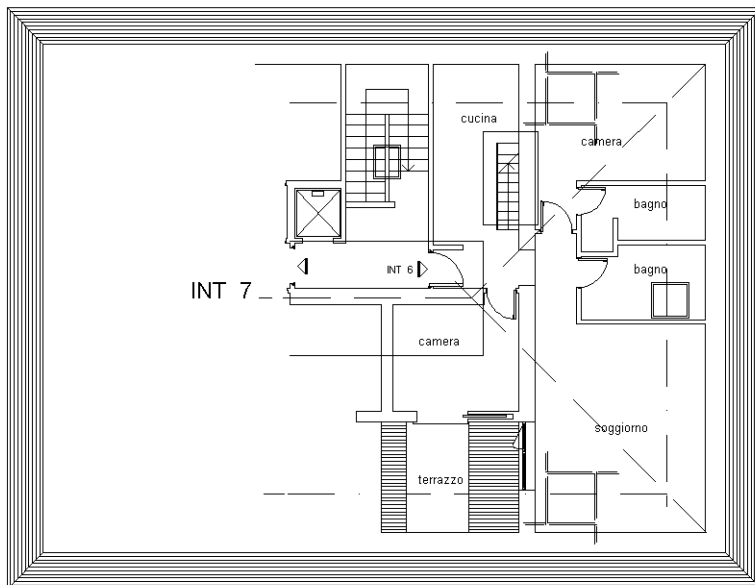 cucina
camera
bagno
bagno
INT 6
INT 7
camera
soggiorno
terrazzo